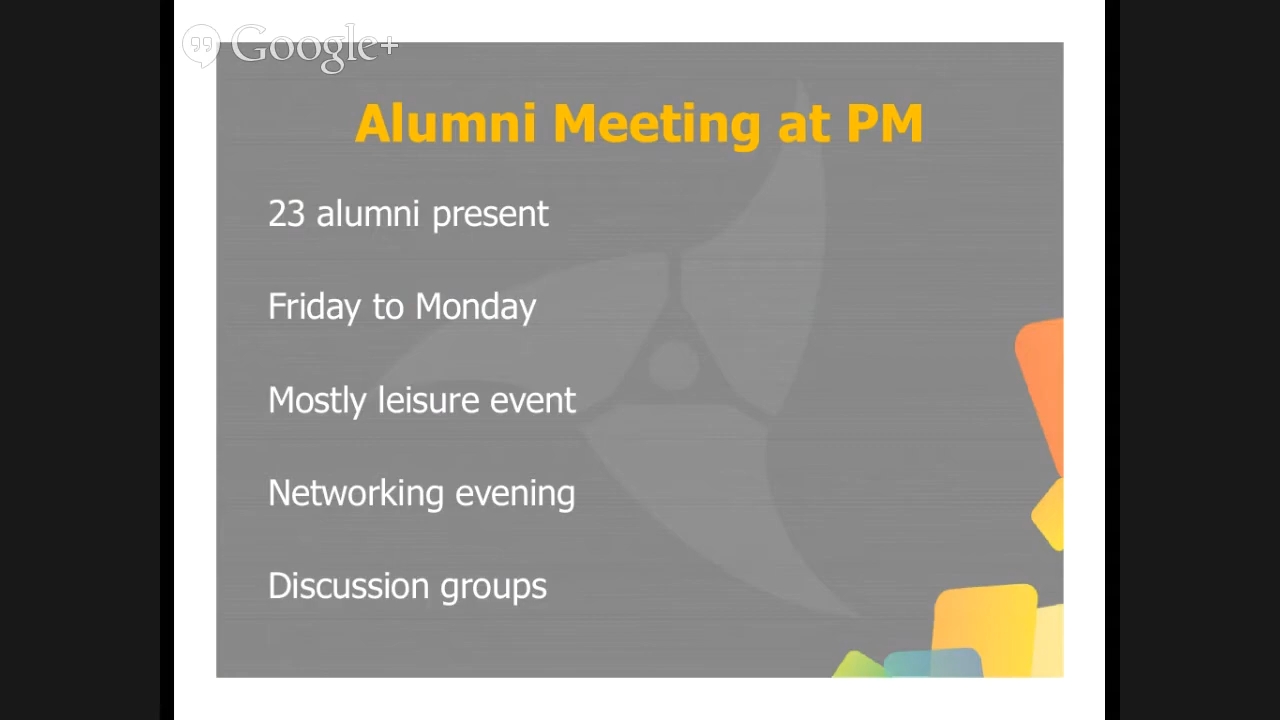 Google+
Alumni Meeting at PM
23 alumni present
Friday to Monday
Mostly leisure event
Networking evening
Discussion groups